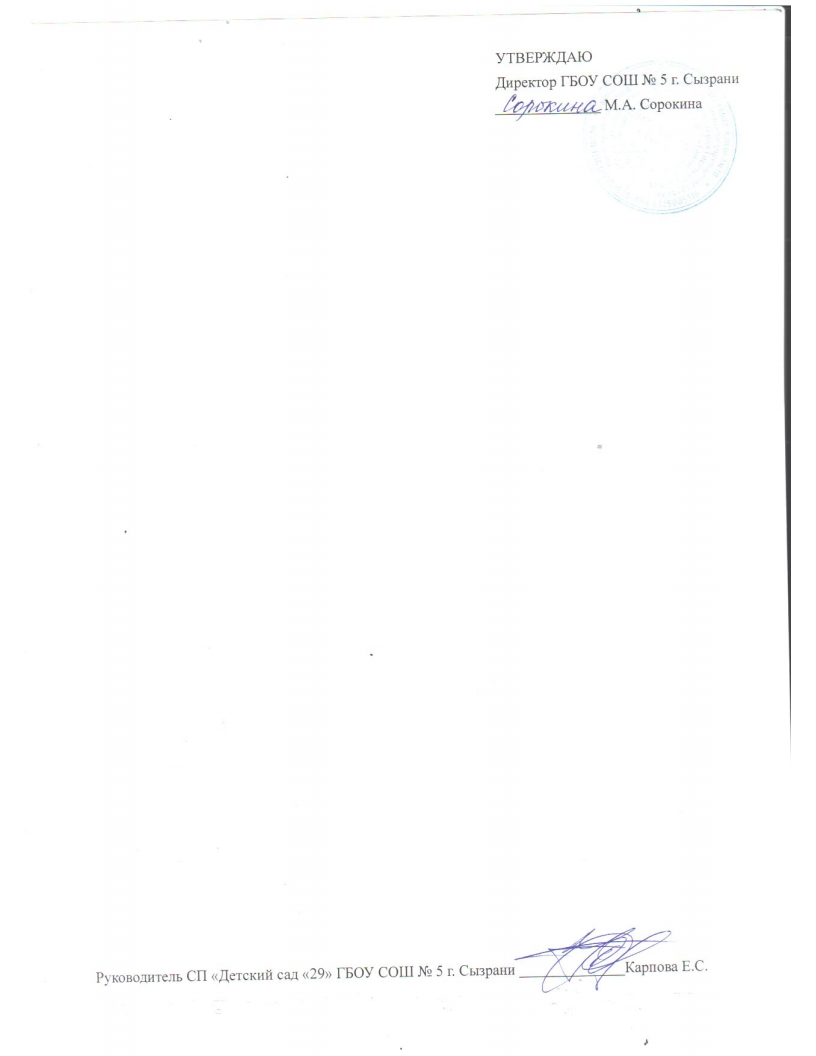 УТВЕРЖДАЮ
Директор ГБОУ СОШ № 5 г. Сызрани
Сорокина М.А. Сорокина
Руководитель СП «Детский сад «29» ГБОУ СОШ № 5 г. Сызрани ______________Карпова Е.С.